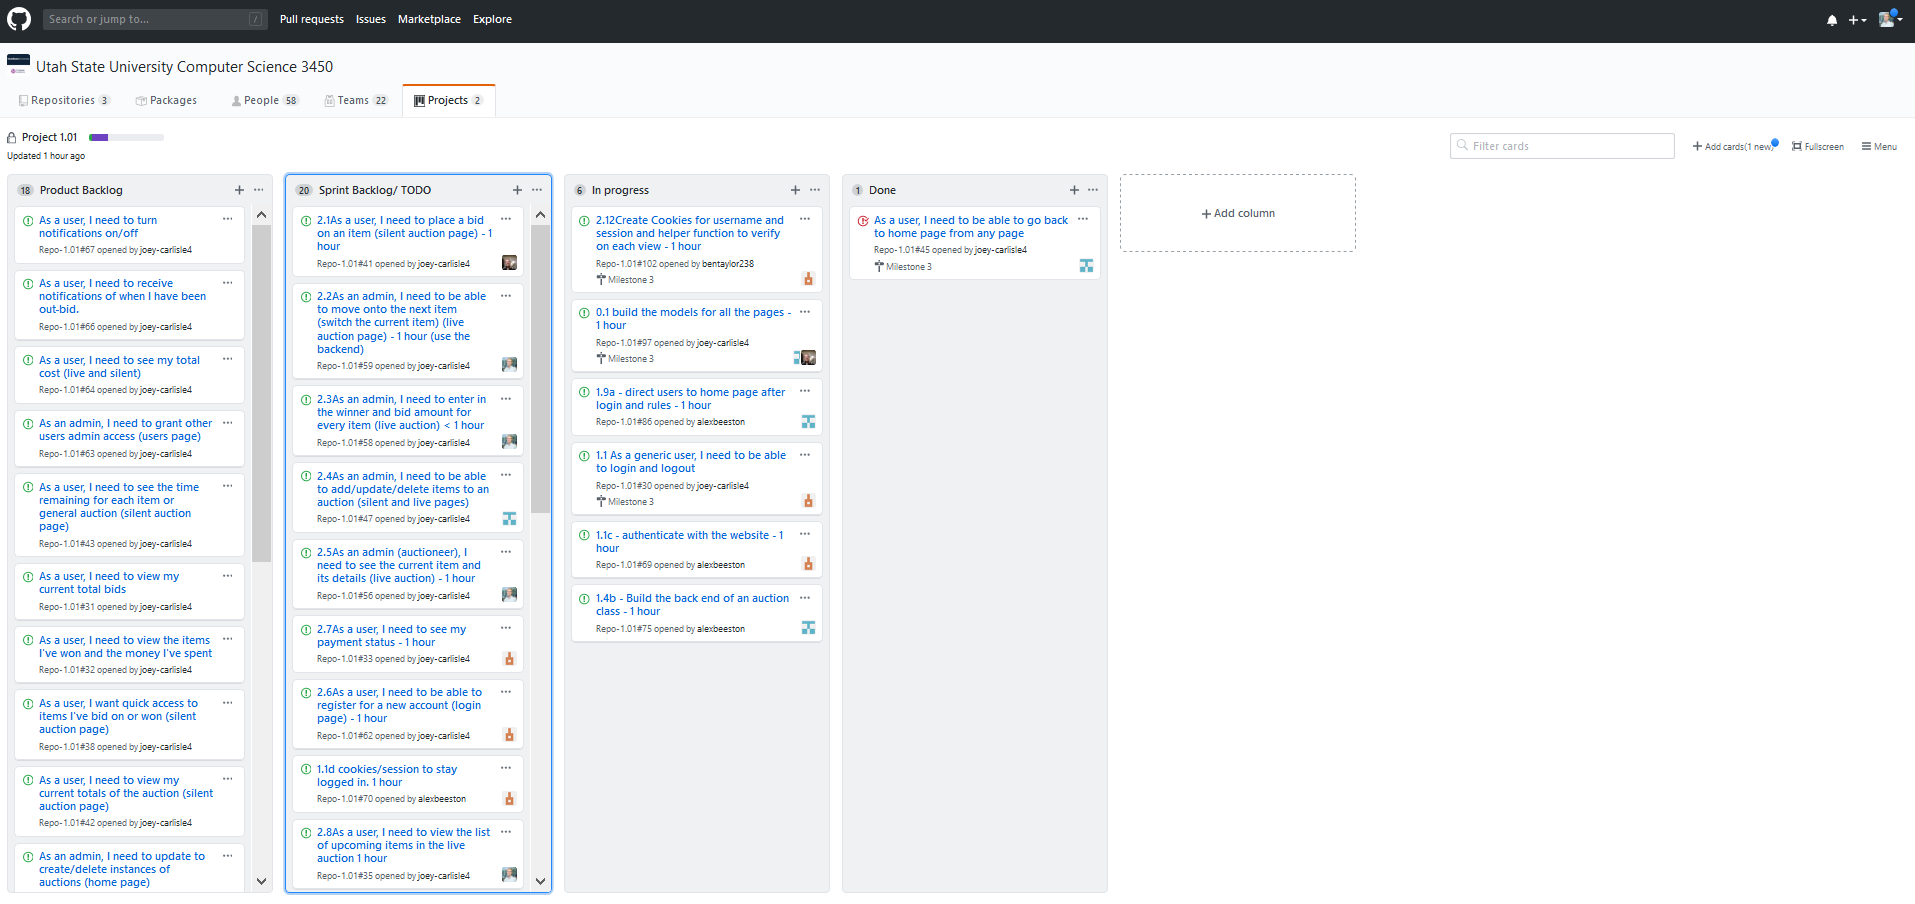 Search or jump to...
/
Pull requests Issues Marketplace Explore
Utah State University Computer Science 3450
Repositories 3 Packages People 58 Teams 22 Projects 2
Project 1.01
Updated 1 hour ago
Filter cards
Add cards(1 new) Fullscreen Menu
18 Product Backlog
As a user, I need to turn
notifications on/off
Repo-1.01#67 opened by joey-carlisle4
As a user, I need to receive
notifications of when I have been
out-bid.
Repo-1.01#66 opened by joey-carlisle4
As a user, I need to see my total
cost (live and silent)
Repo-1.01#64 opened by joey-carlisle4
As an admin, I need to grant other
users admin access (users page)
Repo-1.01#63 opened by joey-carlisle4
As a user, I need to see the time
remaining for each item or
general auction (silent auction
page)
Repo-1.01#43 opened by joey-carlisle4
As a user, I need to view my
current total bids
Repo-1.01#31 opened by joey-carlisle4
As a user, I need to view the items
I've won and the money I've spent
Repo-1.01#32 opened by joey-carlisle4
As a user, I want quick access to
items I've bid on or won (silent
auction page)
Repo-1.01#38 opened by joey-carlisle4
As a user, I need to view my
current totals of the auction (silent
auction page)
Repo-1.01#42 opened by joey-carlisle4
As an admin, I need to update to
create/delete instances of
auctions (home page)
20 Sprint Backlog/ TODO
2.1As a user, I need to place a bid
on an item (silent auction page) - 1
hour
Repo-1.01#41 opened by joey-carlisle4
2.2As an admin, I need to be able
to move onto the next item
(switch the current item) (live
auction page) - 1 hour (use the
backend)
Repo-1.01#59 opened by joey-carlisle4
2.3As an admin, I need to enter in
the winner and bid amount for
every item (live auction) < 1 hour
Repo-1.01#58 opened by joey-carlisle4
2.4As an admin, I need to be able
to add/update/delete items to an
auction (silent and live pages)
Repo-1.01#47 opened by joey-carlisle4
2.5As an admin (auctioneer), I
need to see the current item and
its details (live auction) - 1 hour
Repo-1.01#56 opened by joey-carlisle4
2.7As a user, I need to see my
payment status - 1 hour
Repo-1.01#33 opened by joey-carlisle4
2.6As a user, I need to be able to
register for a new account (login
page) - 1 hour
Repo-1.01#62 opened by joey-carlisle4
1.1d cookies/session to stay
logged in. 1 hour
Repo-1.01#70 opened by alexbeeston
2.8As a user, I need to view the list
of upcoming items in the live
auction 1 hour
Repo-1.01#35 opened by joey-carlisle4
6 In progress
2.12Create Cookies for username and
session and helper function to verify
on each view - 1 hour
Repo-1.01#102 opened by bentaylor238
Milestone 3
0.1 build the models for all the pages -
1 hour
Repo-1.01#97 opened by joey-carlisle4
Milestone 3
1.9a - direct users to home page after
login and rules - 1 hour
Repo-1.01#86 opened by alexbeeston
1.1 As a generic user, I need to be able
to login and logout
Repo-1.01#30 opened by joey-carlisle4
Milestone 3
1.1c - authenticate with the website - 1
hour
Repo-1.01#69 opened by alexbeeston
1.4b - Build the back end of an auction
class - 1 hour
Repo-1.01#75 opened by alexbeeston
1 Done
As a user, I need to be able to go back
to home page from any page
Repo-1.01#45 opened by joey-carlisle4
Milestone 3
Add column